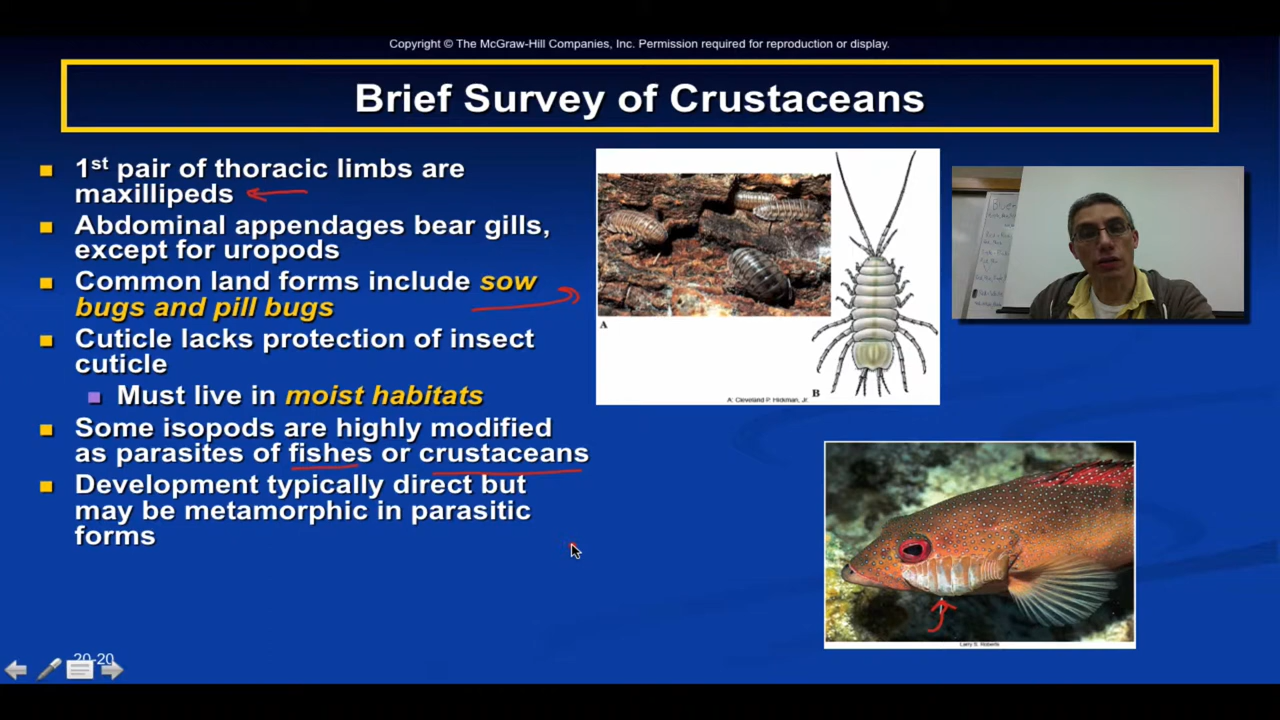 Copyright © The McGraw-Hill Companies, Inc. Permission required for reproduction or display.
Brief Survey of Crustaceans
1st pair of thoracic limbs are
maxillipeds
Abdominal appendages bear gills,
except for uropods
Common land forms include sow
bugs and pill bugs
Cuticle lacks protection of insect
cuticle
Must live in moist habitats
Some isopods are highly modified
as parasites of fishes or crustaceans
Development typically direct but
may be metamorphic in parasitic
forms
A
B
A: Cleveland P. Hickman, Jr.
Larry S. Roberts
20-20